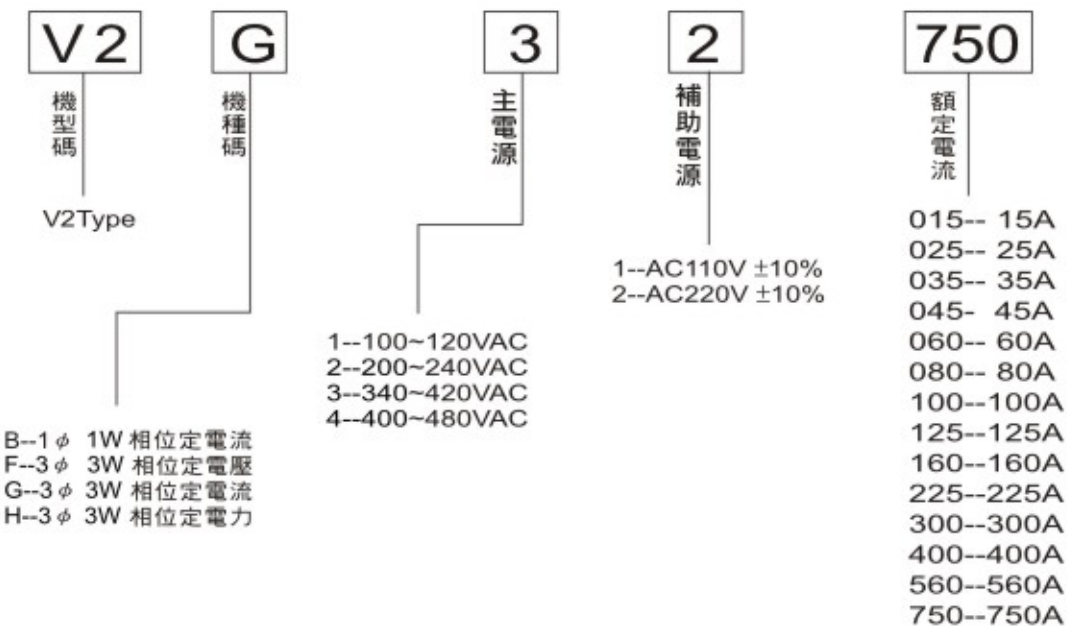 V2 G 3 2 750
機型碼
機種碼
主電源
補助電源
額定電流
V2Type
B--1φ 1W 相位定電流
F--3φ 3W 相位定電壓
G--3φ 3W 相位定電流
H--3φ 3W 相位定電力
1--100~120VAC
2--200~240VAC
3--340~420VAC
4--400~480VAC
1--AC110V ±10%
2--AC220V ±10%
015-- 15A
025-- 25A
035-- 35A
045- 45A
060-- 60A
080-- 80A
100--100A
125--125A
160--160A
225--225A
300--300A
400--400A
560--560A
750--750A